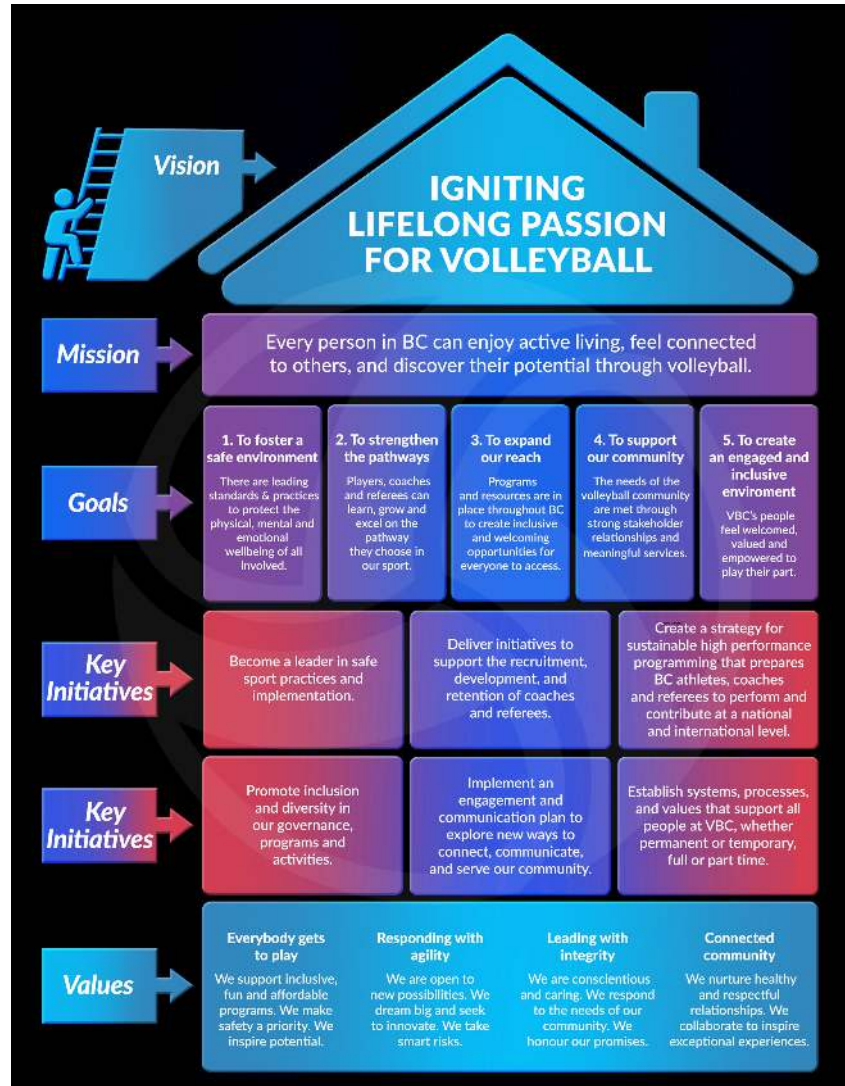 Vision
IGNITING
LIFELONG PASSION
FOR VOLLEYBALL
Mission
Every person in BC can enjoy active living, feel connected
to others, and discover their potential through volleyball.
Goals
1. To foster a
safe environment
There are leading
standards & practices
to protect the
physical, mental and
emotional
wellbeing of all
Involved.
2. To strengthen
the pathways
Players, coaches
and referees can
learn, grow and
excel on the
pathway
they choose in
our sport.
3. To expand
our reach
Programs
and resources are in
place throughout BC
to create inclusive
and welcoming
opportunities for
everyone to access.
4. To support
our community
The needs of the
volleyball community
are met through
strong stakeholder
relationships and
meaningful services.
5. To create
an engaged and
inclusive
enviroment
VBC's people
feel welcomed,
valued and
empowered to
play their part.
Key
Initiatives
Become a leader in safe
sport practices and
implementation.
Deliver initiatives to
support the recruitment,
development, and
retention of coaches
and referees.
Create a strategy for
sustainable high performance
programming that prepares
BC athletes, coaches
and referees to perform and
contribute at a national
and international level.
Key
Initiatives
Promote inclusion
and diversity in
our governance,
programs and
activities.
Implement an
engagement and
communication plan to
explore new ways to
connect, communicate,
and serve our community.
Establish systems, processes,
and values that support all
people at VBC, whether
permanent or temporary,
full or part time.
Values
Everybody gets
to play
We support inclusive,
fun and affordable
programs. We make
safety a priority. We
inspire potential.
Responding with
agility
We are open to
new possibilities. We
dream big and seek
to innovate. We take
smart risks.
Leading with
integrity
We are conscientious
and caring. We respond
to the needs of our
community. We
honour our promises.
Connected
community
We nurture healthy
and respectful
relationships. We
collaborate to inspire
exceptional experiences.